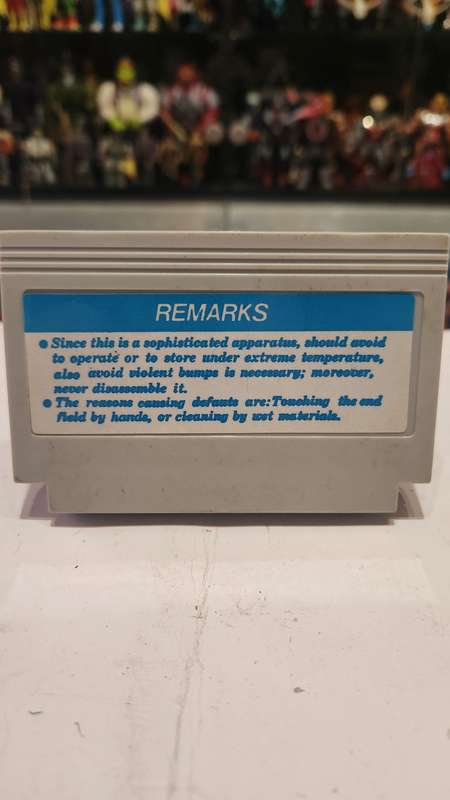 REMARKS
● Since this is a sophisticated apparatus, should avoid
to operate or to store under extreme temperature,
also avoid violent bumps is necessary; moreover,
never disassemble it.
● The reasons causing defauts are: Touching the end
field by hands, or cleaning by wet materials.